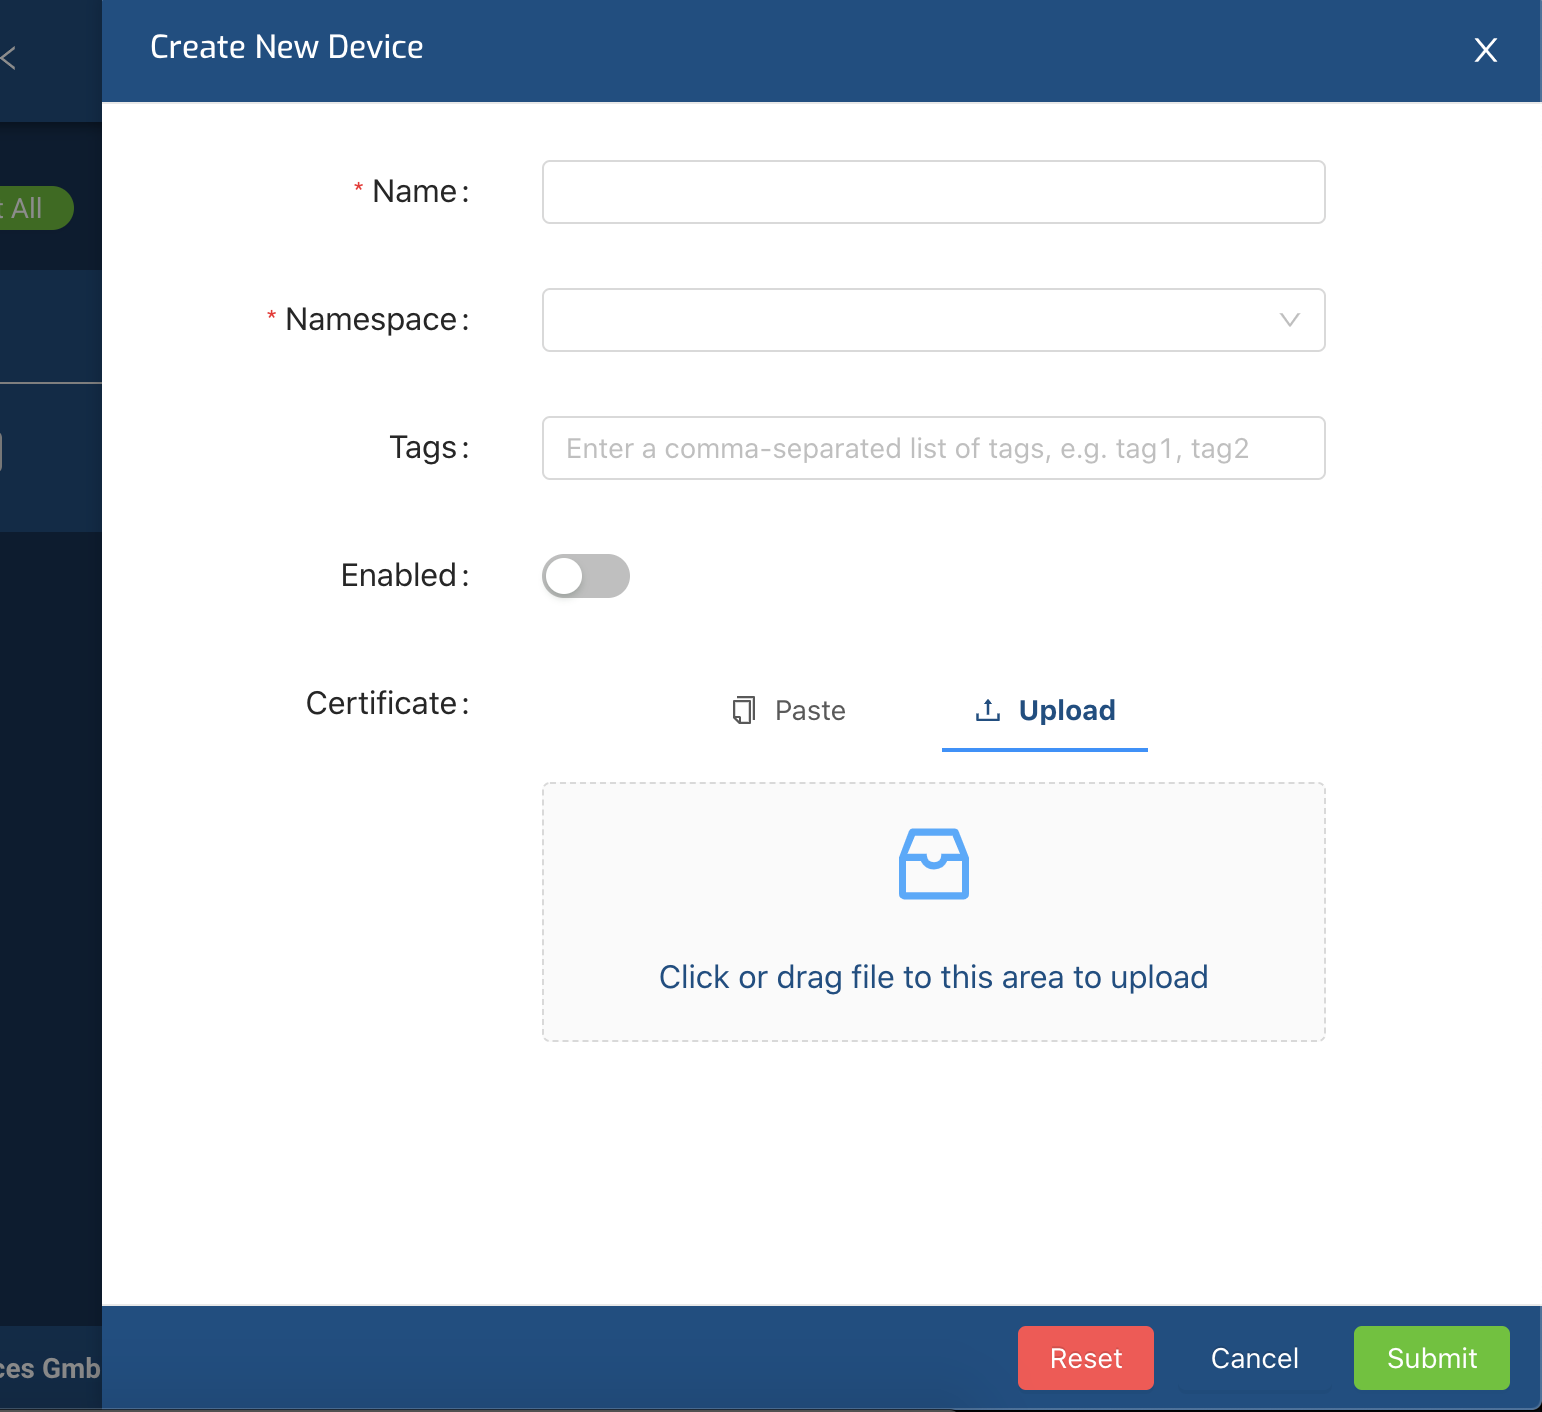 Create New Device
All
* Name:
* Namespace:
Tags:
Enter a comma-separated list of tags, e.g. tag1, tag2
Enabled:
Certificate:
Paste
Upload
Click or drag file to this area to upload
Gmb
Reset
Cancel
Submit